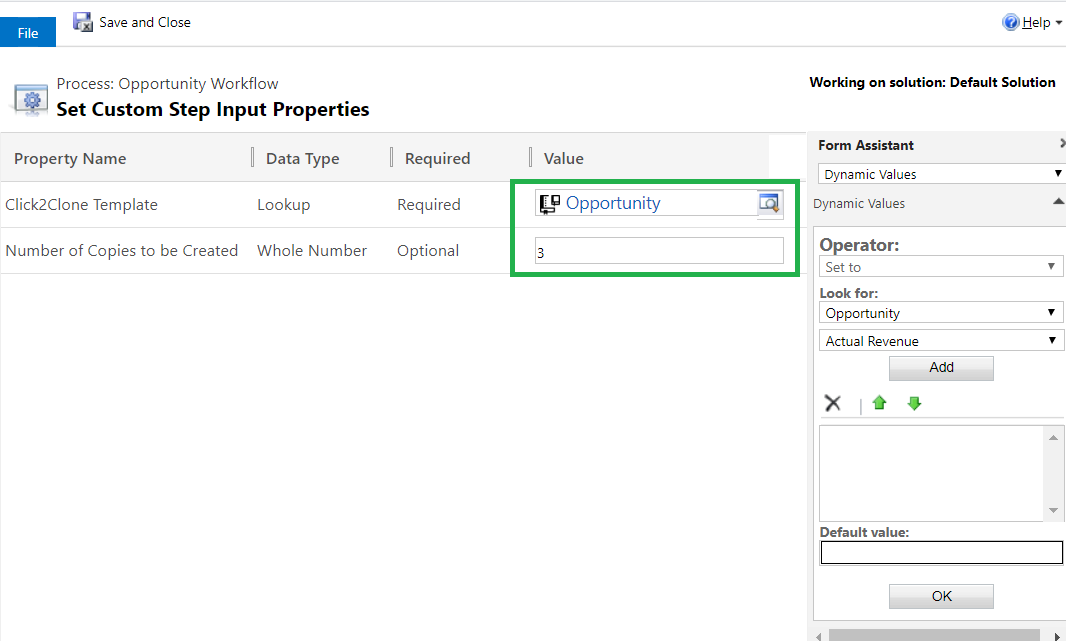 File
Save and Close
Help
Process: Opportunity Workflow
Set Custom Step Input Properties
Working on solution: Default Solution
Property Name Data Type Required Value
Click2Clone Template Lookup Required Opportunity
Number of Copies to be Created Whole Number Optional 3
Form Assistant
Dynamic Values
Dynamic Values
Operator:
Set to
Look for:
Opportunity
Actual Revenue
Add
Default value:
OK